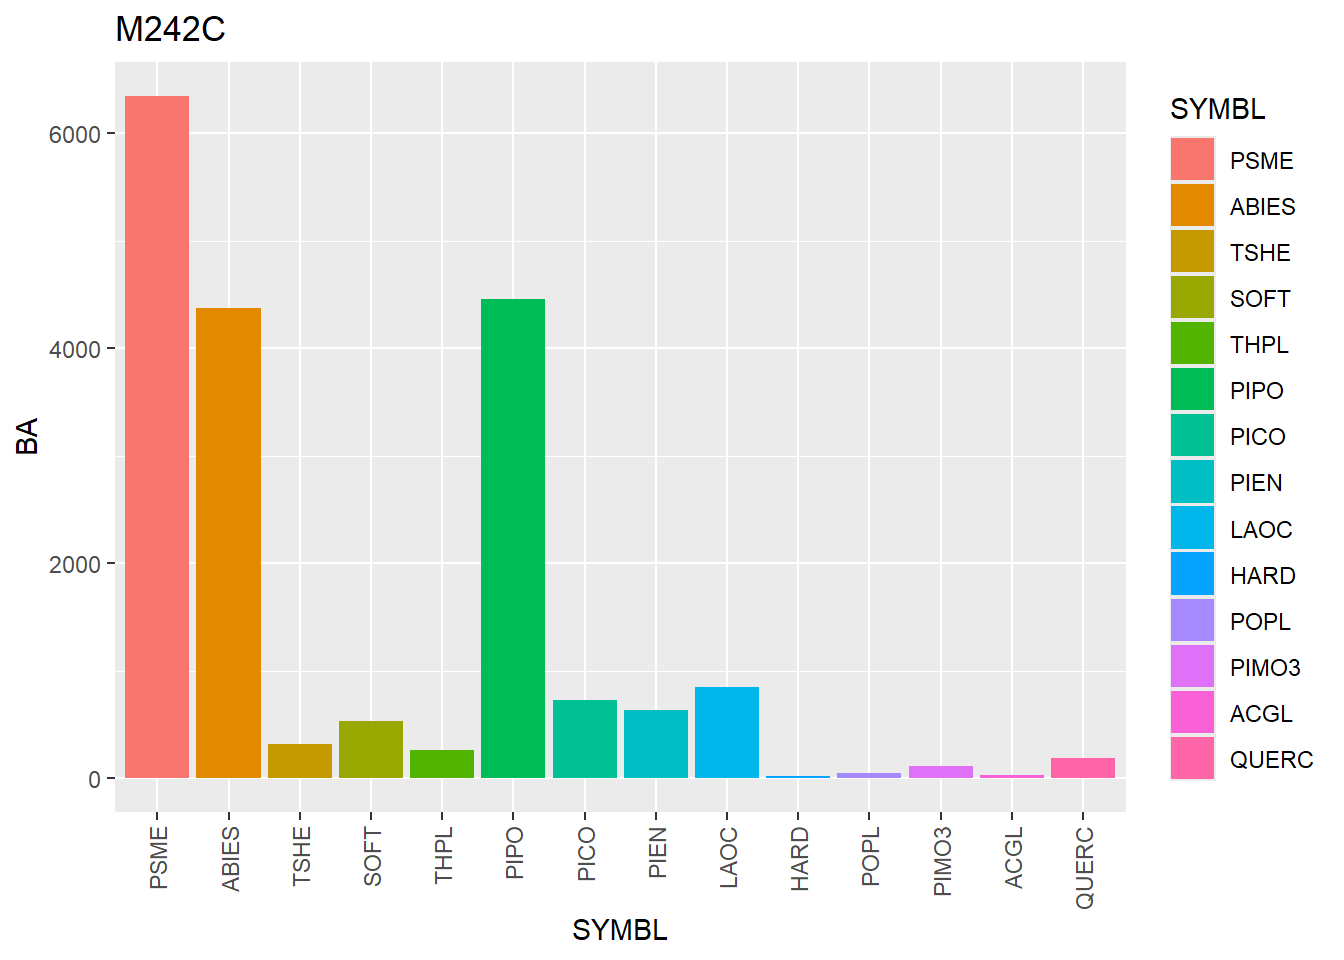 M242C
SYMBL
PSME
ABIES
TSHE
SOFT
THPL
PIPO
PICO
PIEN
LAOC
HARD
POPL
PIMO3
ACGL
QUERC
BA
6000
4000
2000
0
PSME
ABIES
TSHE
SOFT
THPL
PIPO
PICO
PIEN
LAOC
HARD
POPL
PIMO3
ACGL
QUERC
SYMBL